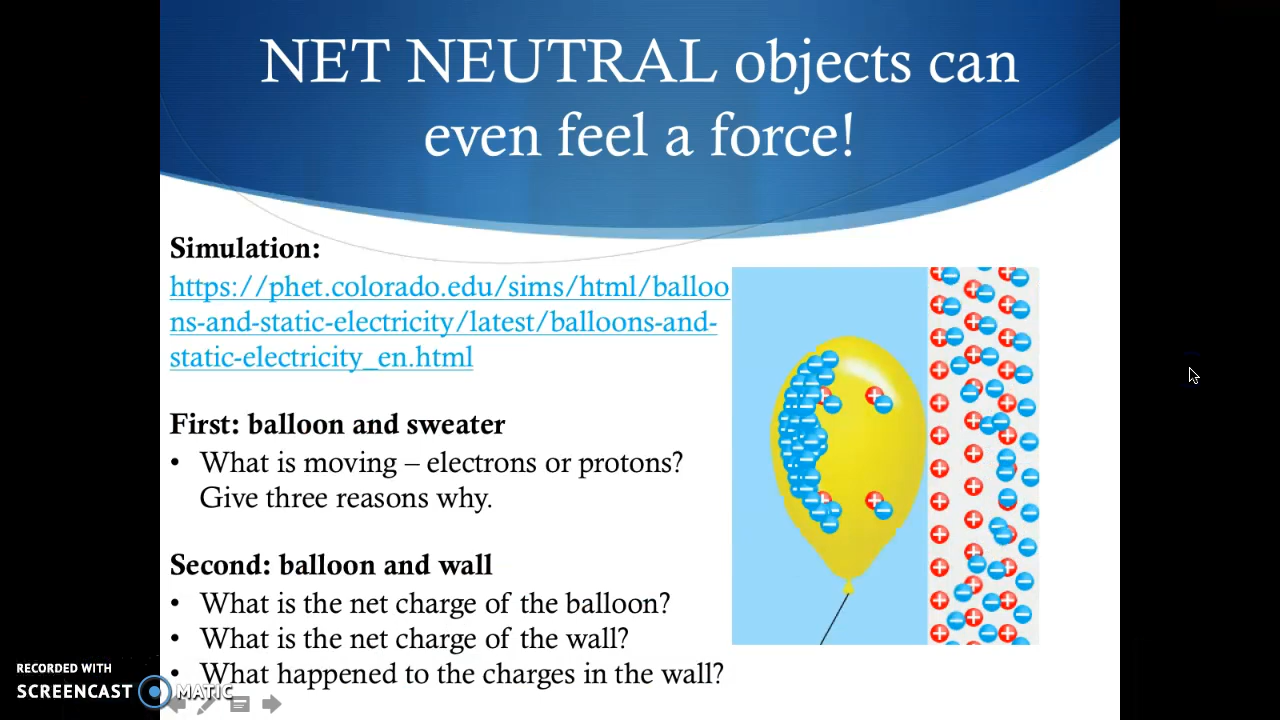 NET NEUTRAL objects can
even feel a force!
Simulation:
https://phet.colorado.edu/sims/html/balloo
ns-and-static-electricity/latest/balloons-and-
static-electricity_en.html
First: balloon and sweater
• What is moving – electrons or protons?
Give three reasons why.
Second: balloon and wall
• What is the net charge of the balloon?
• What is the net charge of the wall?
• What happened to the charges in the wall?
RECORDED WITH
SCREENCAST MATIC